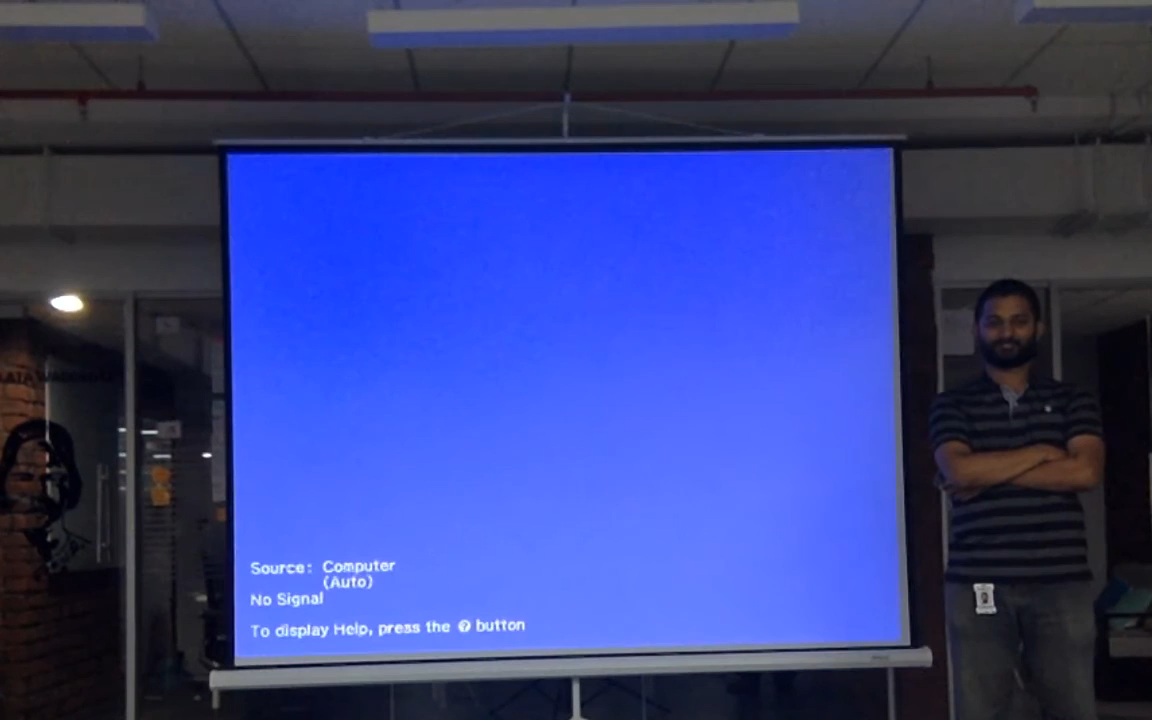 Source: Computer
(Auto)
No Signal
To display Help, press the ? button